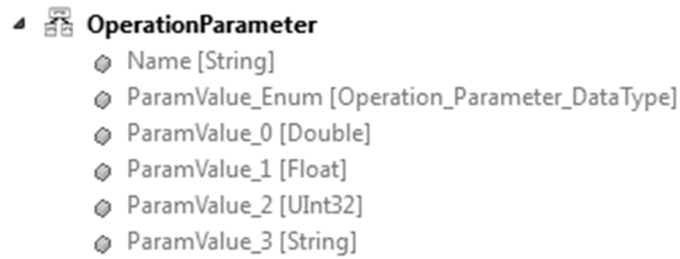 OperationParameter
Name [String]
ParamValue_Enum [Operation_Parameter_DataType]
ParamValue_0 [Double]
ParamValue_1 [Float]
ParamValue_2 [UInt32]
ParamValue_3 [String]